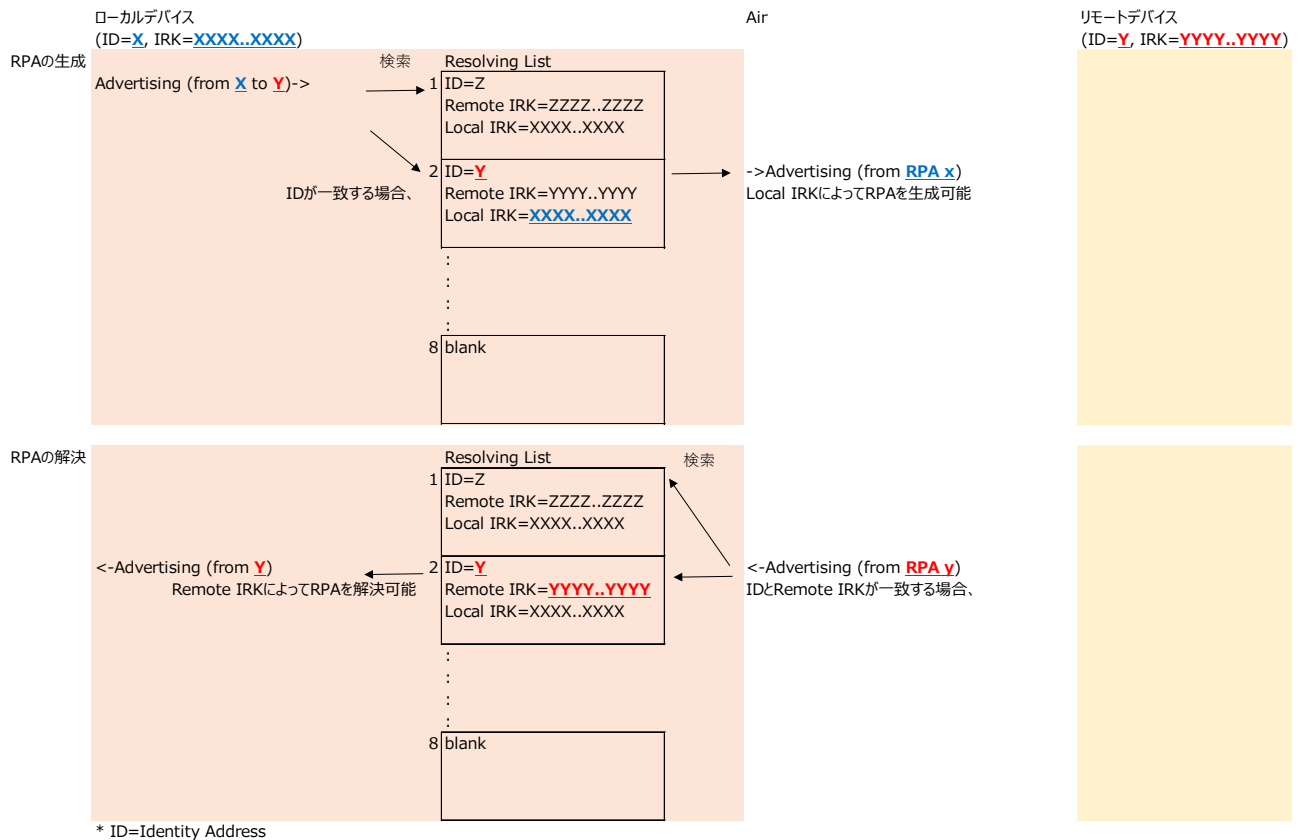 ローカルデバイス Air リモートデバイス
(ID=X, IRK=XXXX..XXXX) (ID=Y, IRK=YYYY..YYYY)
RPAの生成 検索 Resolving List
Advertising (from X to Y)-> 1 ID=Z
Remote IRK=ZZZZ..ZZZZ
Local IRK=XXXX..XXXX
2 ID=Y ->Advertising (from RPA x)
IDが一致する場合、 Remote IRK=YYYY..YYYY Local IRKによってRPAを生成可能
Local IRK=XXXX..XXXX
:
:
:
:
8 blank
RPAの解決 Resolving List 検索
1 ID=Z
Remote IRK=ZZZZ..ZZZZ
Local IRK=XXXX..XXXX
<-Advertising (from Y) 2 ID=Y <-Advertising (from RPA y)
Remote IRKによってRPAを解決可能 Remote IRK=YYYY..YYYY IDとRemote IRKが一致する場合、
Local IRK=XXXX..XXXX
:
:
:
:
8 blank
* ID=Identity Address